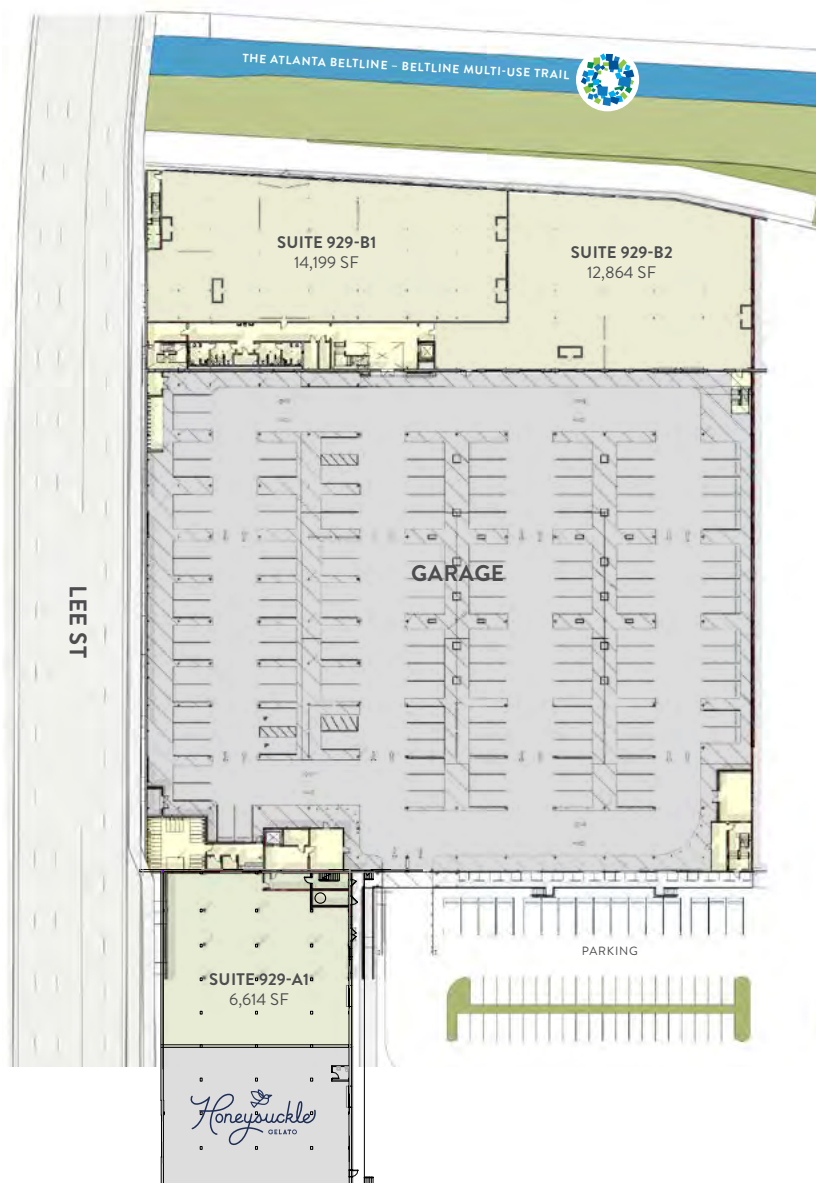 THE ATLANTA BELTLINE – BELTLINE MULTI-USE TRAIL
SUITE 929-B1
14,199 SF
SUITE 929-B2
12,864 SF
GARAGE
LEE ST
PARKING
SUITE 929-A1
6,614 SF
Honeysuckle
GELATO